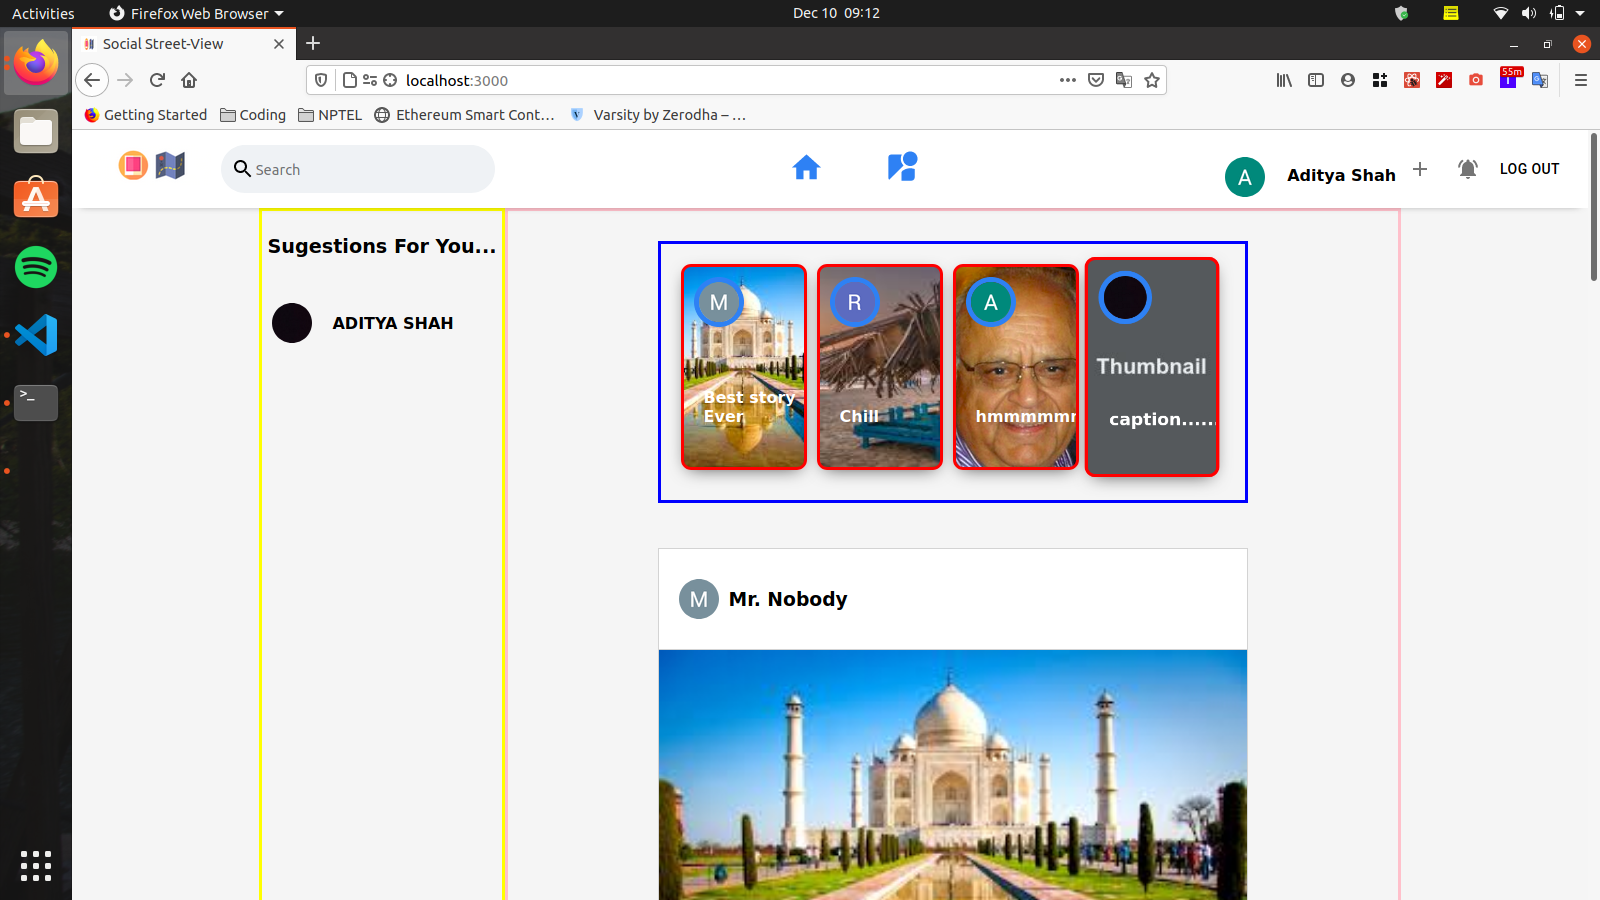 Activities Firefox Web Browser Dec 10 09:12
Social Street-View
localhost:3000
55m
Getting Started Coding NPTEL Ethereum Smart Cont… Varsity by Zerodha – …
Search A Aditya Shah LOG OUT
Sugestions For You...
ADITYA SHAH
M
Best story
Ever
R
Chill
A
hmmmmmr
Thumbnail
caption......
M Mr. Nobody
>_